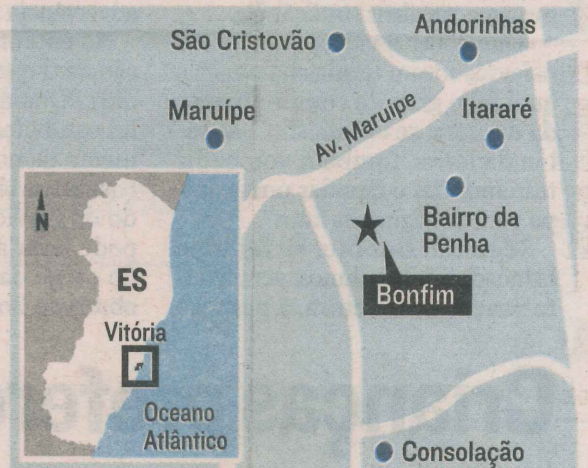 Andorinhas
São Cristovão
Maruípe
Av. Maruípe
Itararé
Bairro da
Penha
Bonfim
N
ES
Vitória
Oceano
Atlântico
Consolação